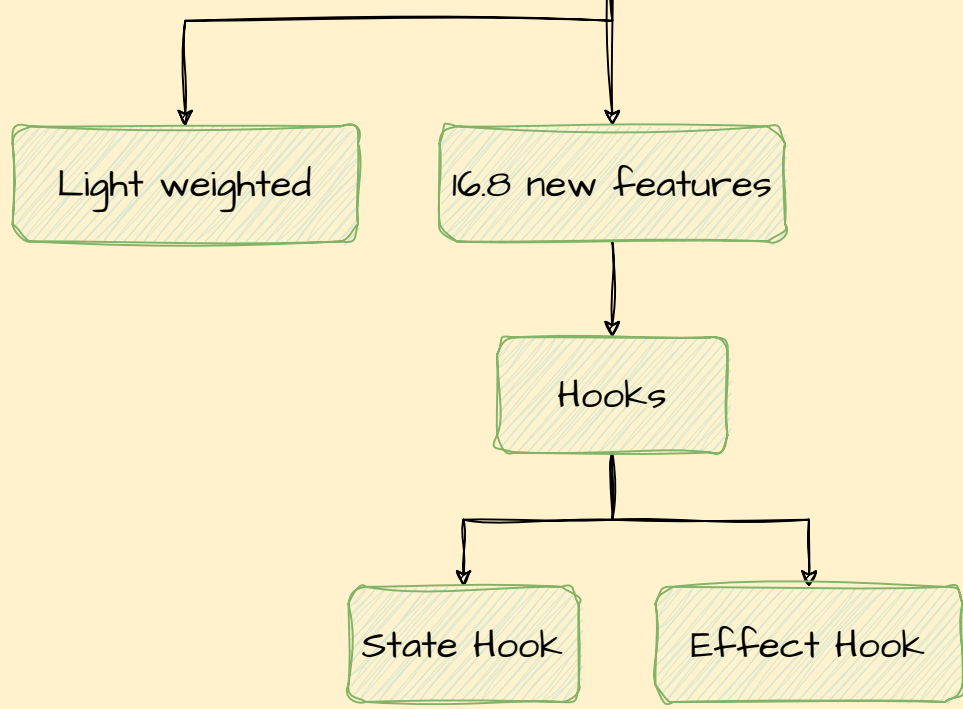 Light weighted
16.8 new features
Hooks
State Hook
Effect Hook